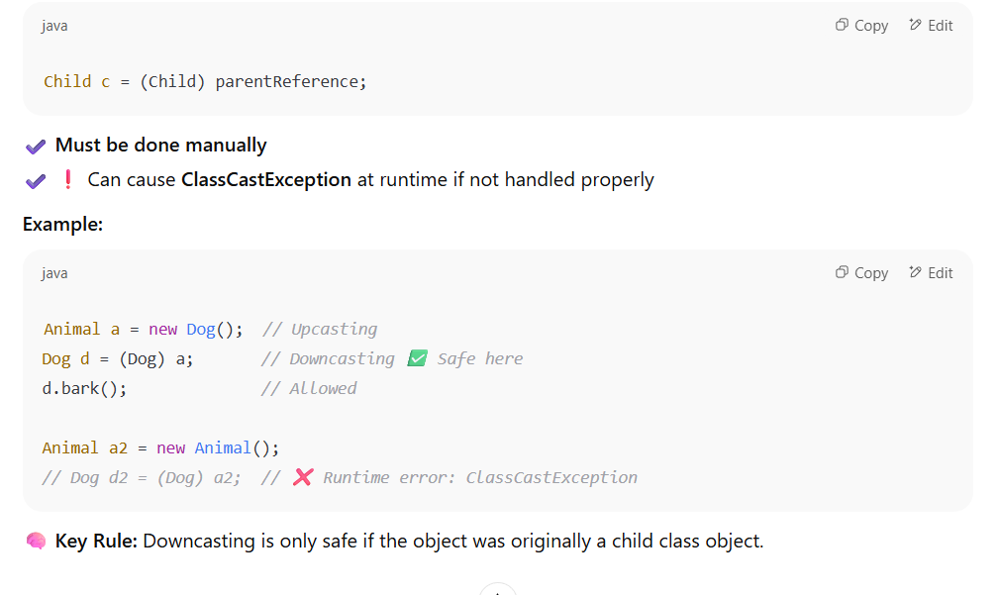 java
Copy
Edit
Child c = (Child) parentReference;
✔ Must be done manually
✔ ❗ Can cause ClassCastException at runtime if not handled properly
Example:
java
Copy
Edit
Animal a = new Dog();  // Upcasting
Dog d = (Dog) a;       // Downcasting ✅ Safe here
d.bark();              // Allowed
Animal a2 = new Animal();
// Dog d2 = (Dog) a2;  // ❌ Runtime error: ClassCastException
🧠 Key Rule: Downcasting is only safe if the object was originally a child class object.